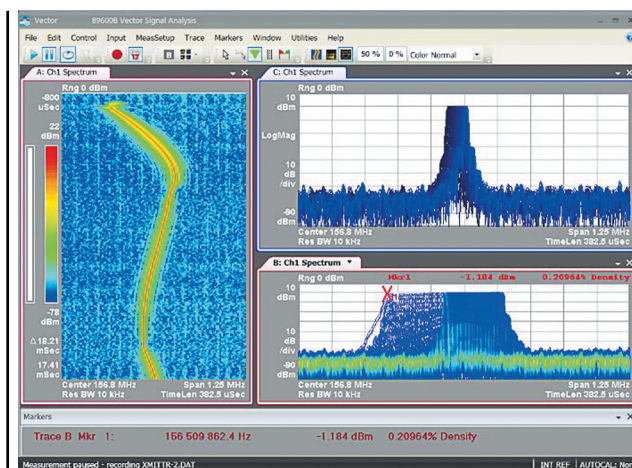 Vector 89600B Vector Signal Analysis
File Edit Control Input MeasSetup Trace Markers Window Utilities Help
50 % 0 % Color Normal
A: Ch1 Spectrum
Rng 0 dBm
-800
uSec
22
dBm
-78
dBm
Δ18.21
mSec
17.41
mSec
Center 156.8 MHz Span 1.25 MHz
Res BW 10 kHz TimeLen 382.5 uSec
C: Ch1 Spectrum
Rng 0 dBm
10
dBm
LogMag
10
dB
/div
-90
dBm
Center 156.8 MHz Span 1.25 MHz
Res BW 10 kHz TimeLen 382.5 uSec
B: Ch1 Spectrum
Rng 0 dBm Mkr1 -1.184 dBm 0.20964% Density
10
dBm
10
dB
/div
-90
dBm
Center 156.8 MHz Span 1.25 MHz
Res BW 10 kHz TimeLen 382.5 uSec
Markers
Trace B Mkr 1: 156 509 862.4 Hz -1.184 dBm 0.20964% Density
Measurement paused - recording XMITTR-2.DAT INT REF AUTOCAL: Non